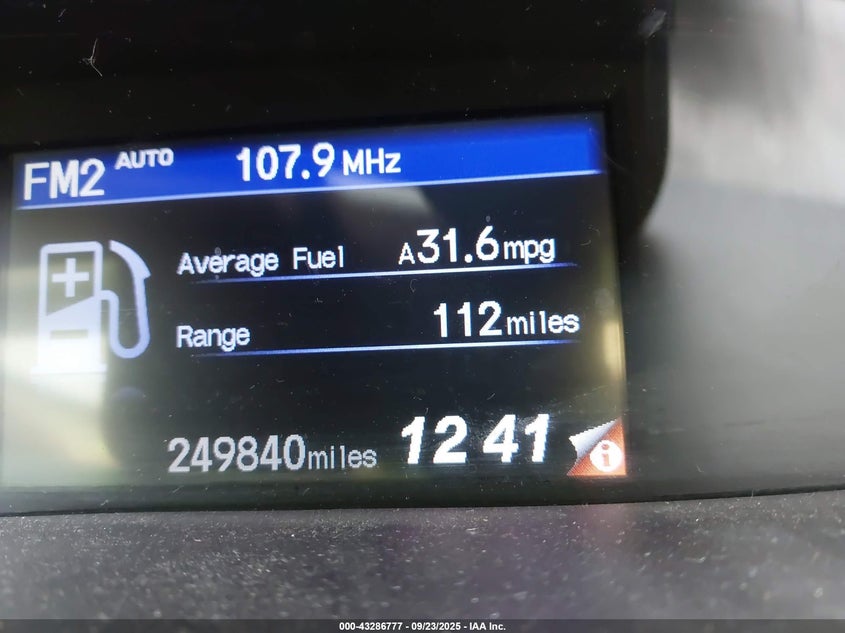 FM2 AUTO 107.9 MHz
Average Fuel A31.6 mpg
Range 112 miles
249840 miles 12 41
000-43286777 - 09/23/2025 - IAA Inc.